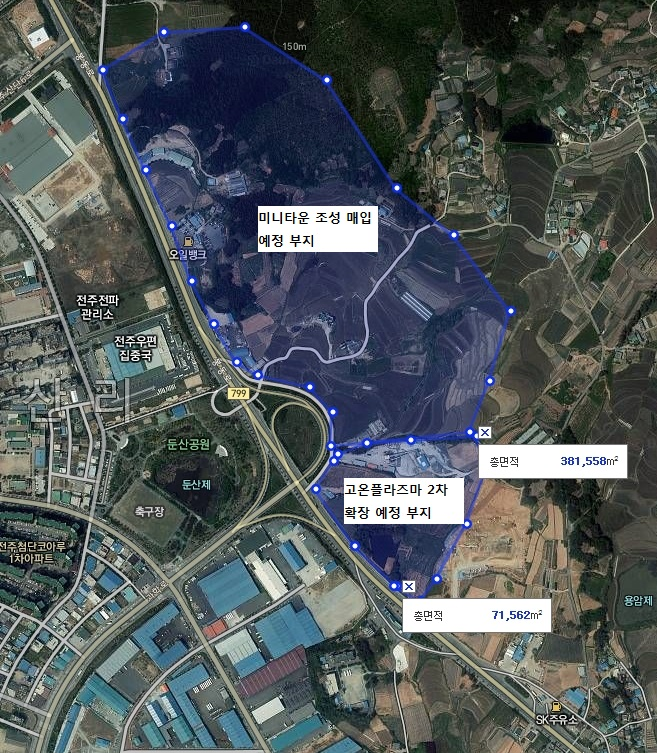 150m
봉동로
미니타운 조성 매입
예정 부지
오일뱅크
전주전파
관리소
전주우편
집중국
799
둔산공원
둔산제
축구장
총면적 381,558m²
고온플라즈마 2차
확장 예정 부지
전주첨단코아루
1차아파트
총면적 71,562m²
용암제
SK주유소